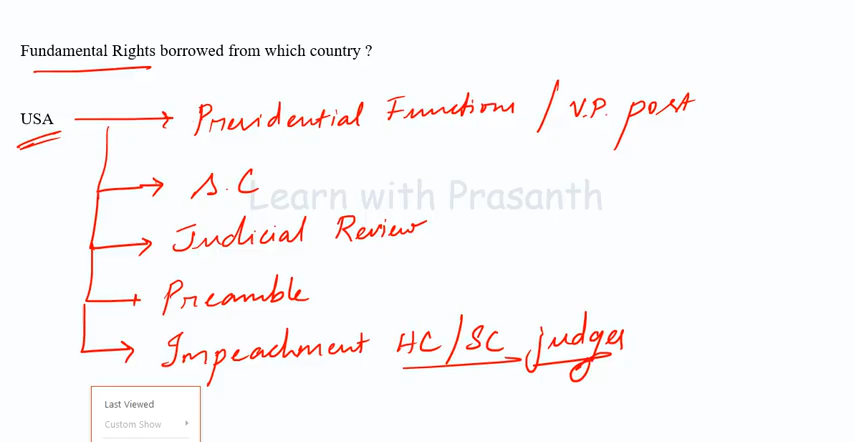 Fundamental Rights borrowed from which country ?
USA → Presidential Functions / V.P. post
S.C
Learn with Prasanth
Judicial Review
Preamble
Impeachment HC/SC judges
Last Viewed
Custom Show